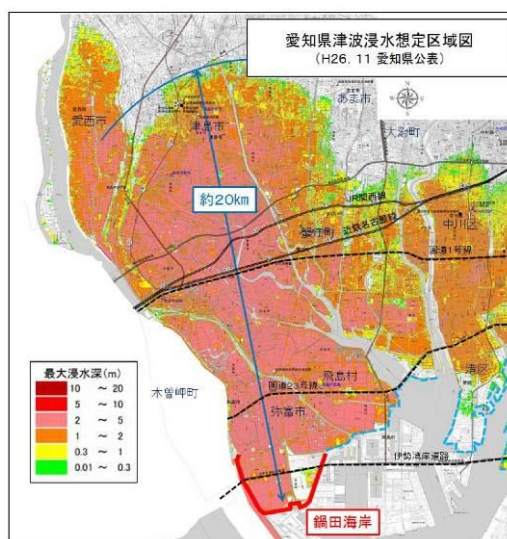 愛知県津波浸水想定区域図
(H26.11 愛知県公表)
あま市
愛西市
津島市
大治町
約20km
JR関西線
近鉄名古屋線
蟹江町
中川区
国道1号線
最大浸水深(m)
10 ～ 20
5 ～ 10
2 ～ 5
1 ～ 2
0.3 ～ 1
0.01 ～ 0.3
木曽岬町
飛島村
港区
国道23号線
弥富市
伊勢湾岸道路
鍋田海岸